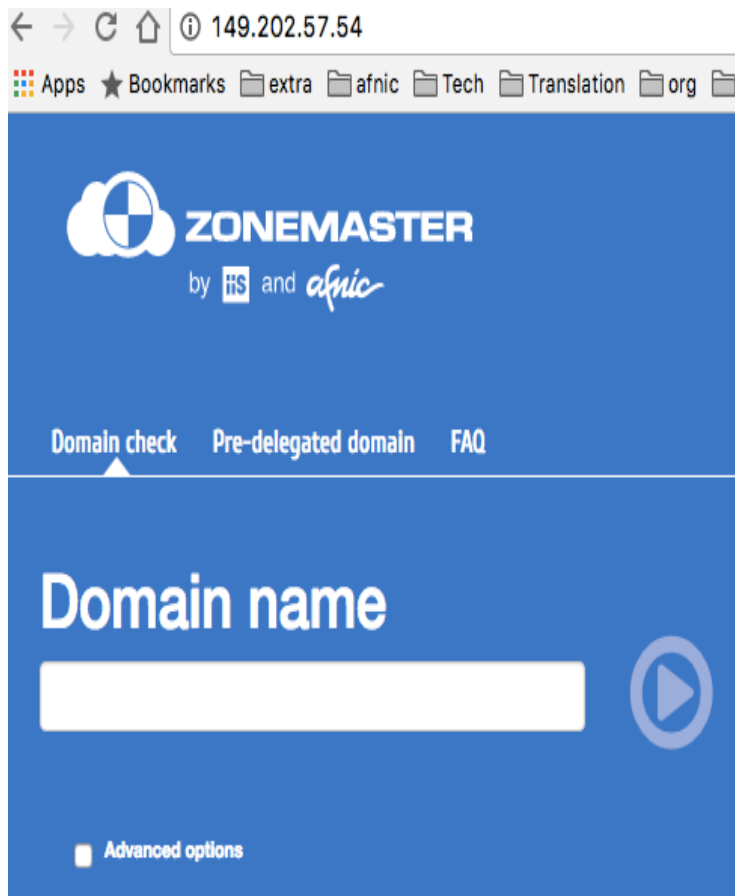 149.202.57.54
Apps Bookmarks extra afnic Tech Translation org
ZONEMASTER
by iis and afnic
Domain check Pre-delegated domain FAQ
Domain name
Advanced options